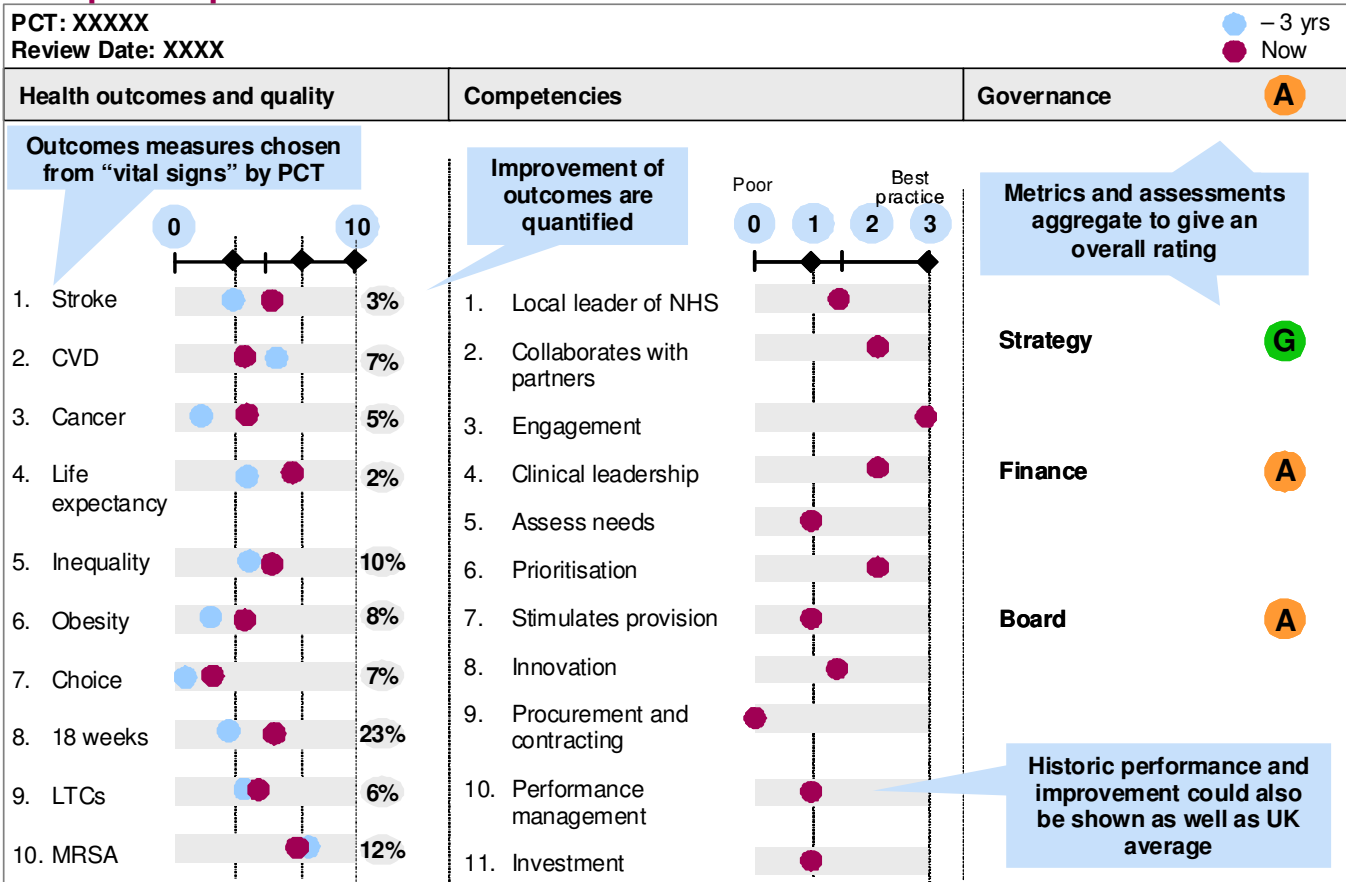 PCT: XXXXX
Review Date: XXXX
– 3 yrs
Now
Health outcomes and quality
Competencies
Governance
A
Outcomes measures chosen
from “vital signs” by PCT
Improvement of
outcomes are
quantified
Metrics and assessments
aggregate to give an
overall rating
0
10
Poor
Best
practice
0
1
2
3
1. Stroke
3%
2. CVD
7%
3. Cancer
5%
4. Life
expectancy
2%
5. Inequality
10%
6. Obesity
8%
7. Choice
7%
8. 18 weeks
23%
9. LTCs
6%
10. MRSA
12%
1. Local leader of NHS
2. Collaborates with
partners
3. Engagement
4. Clinical leadership
5. Assess needs
6. Prioritisation
7. Stimulates provision
8. Innovation
9. Procurement and
contracting
10. Performance
management
11. Investment
Strategy
G
Finance
A
Board
A
Historic performance and
improvement could also
be shown as well as UK
average